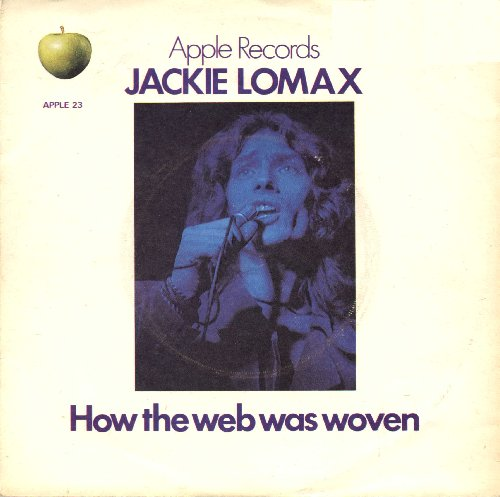 Apple Records
JACKIE LOMAX
APPLE 23
How the web was woven